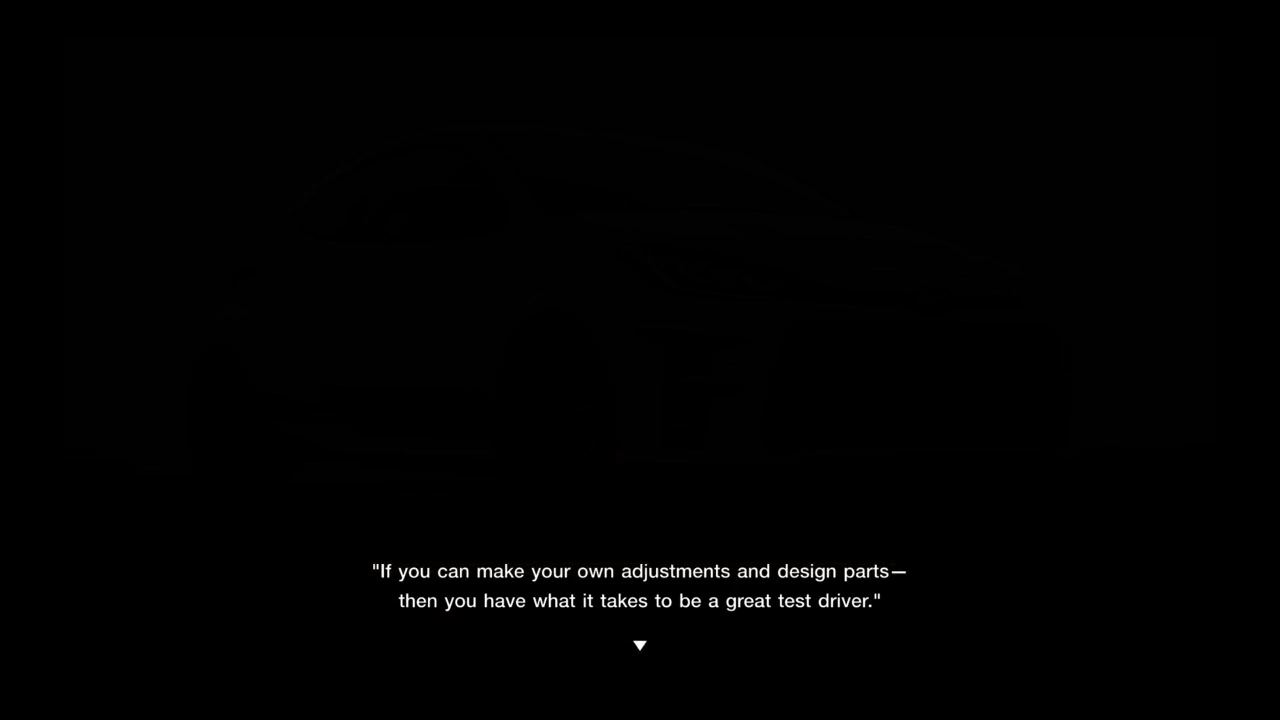 "If you can make your own adjustments and design parts—
then you have what it takes to be a great test driver."